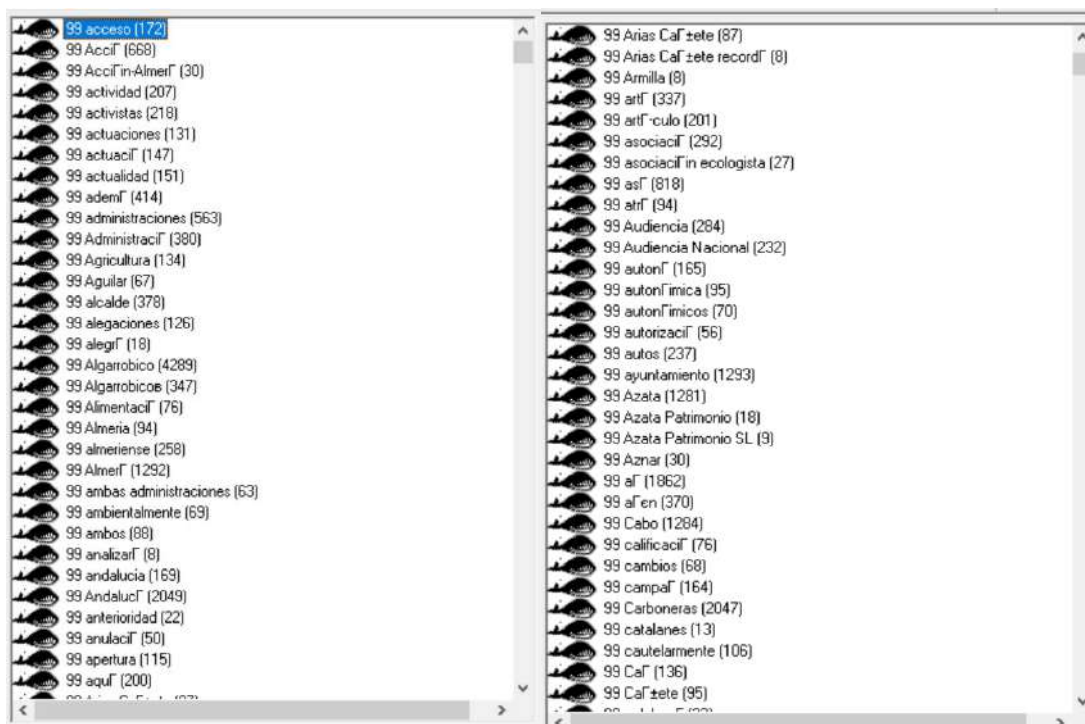 99 acceso (172)
99 AcciГ (668)
99 AcciГіn-AlmerГ (30)
99 actividad (207)
99 activistas (218)
99 actuaciones (131)
99 actuaciГ (147)
99 actualidad (151)
99 ademГ (414)
99 administraciones (563)
99 AdministraciГ (380)
99 Agricultura (134)
99 Aguilar (67)
99 alcalde (378)
99 alegaciones (126)
99 alegrГ (18)
99 Algarrobico (4289)
99 Algarrobicoв (347)
99 AlimentaciГ (76)
99 Almeria (94)
99 almeriense (258)
99 AlmerГ (1292)
99 ambas administraciones (63)
99 ambientalmente (69)
99 ambos (88)
99 analizarГ (8)
99 andalucia (169)
99 AndalucГ (2049)
99 anterioridad (22)
99 anulaciГ (50)
99 apertura (115)
99 aquГ (200)
99 Arias CaГ±ete (87)
99 Arias CaГ±ete recordГ (8)
99 Armilla (8)
99 artГ (337)
99 artГ·culo (201)
99 asociaciГ (292)
99 asociaciГіn ecologista (27)
99 asГ (818)
99 atrГ (94)
99 Audiencia (284)
99 Audiencia Nacional (232)
99 autonГ (165)
99 autonГіmica (95)
99 autonГіmicos (70)
99 autorizaciГ (56)
99 autos (237)
99 ayuntamiento (1293)
99 Azata (1281)
99 Azata Patrimonio (18)
99 Azata Patrimonio SL (9)
99 Aznar (30)
99 aГ (1862)
99 aГєn (370)
99 Cabo (1284)
99 calificaciГ (76)
99 cambios (68)
99 campaГ (164)
99 Carboneras (2047)
99 catalanes (13)
99 cautelarmente (106)
99 CaГ (136)
99 CaГ±ete (95)